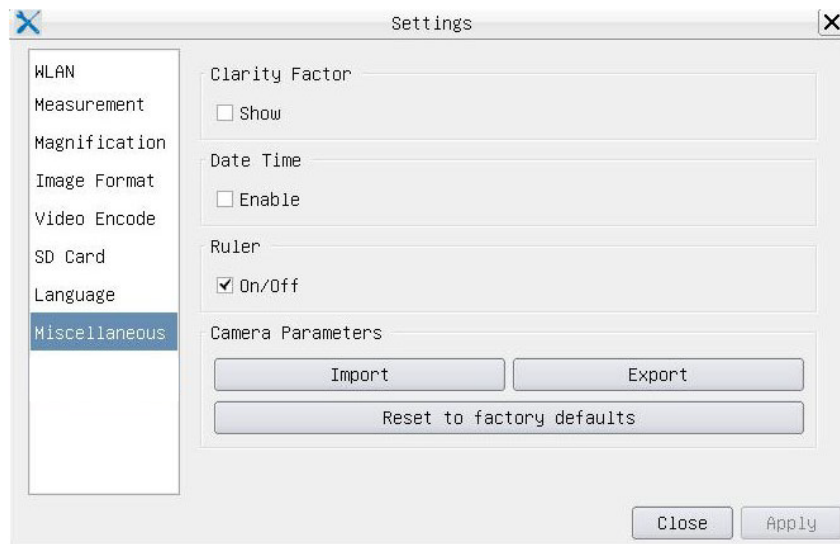 Settings
WLAN
Measurement
Magnification
Image Format
Video Encode
SD Card
Language
Miscellaneous
Clarity Factor
Show
Date Time
Enable
Ruler
On/Off
Camera Parameters
Import Export
Reset to factory defaults
Close Apply